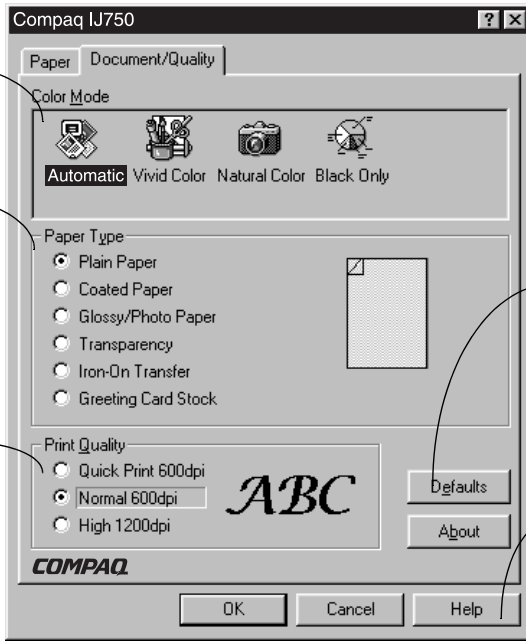 Compaq IJ750
Paper Document/Quality
Color Mode
Automatic Vivid Color Natural Color Black Only
Paper Type
Plain Paper
Coated Paper
Glossy/Photo Paper
Transparency
Iron-On Transfer
Greeting Card Stock
Print Quality
Quick Print 600dpi
Normal 600dpi
High 1200dpi
ABC
Defaults
About
COMPAQ
OK Cancel Help